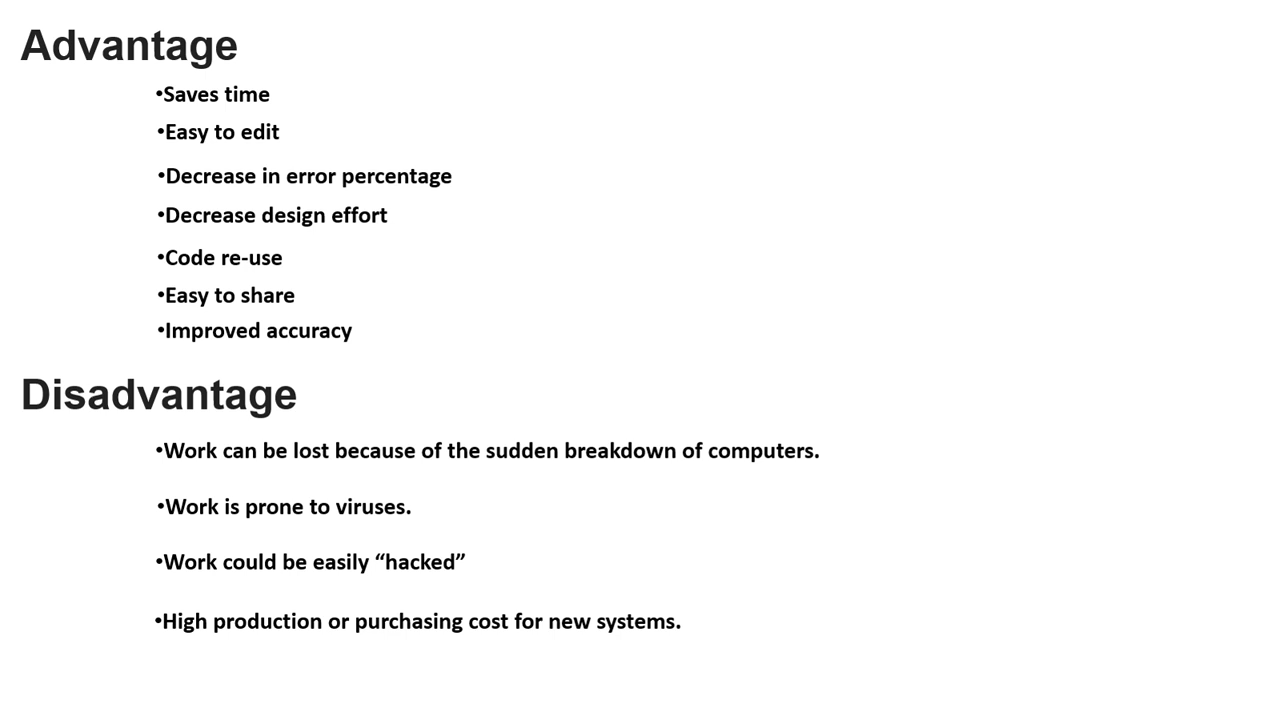 Advantage
•Saves time
•Easy to edit
•Decrease in error percentage
•Decrease design effort
•Code re-use
•Easy to share
•Improved accuracy
Disadvantage
•Work can be lost because of the sudden breakdown of computers.
•Work is prone to viruses.
•Work could be easily “hacked”
•High production or purchasing cost for new systems.